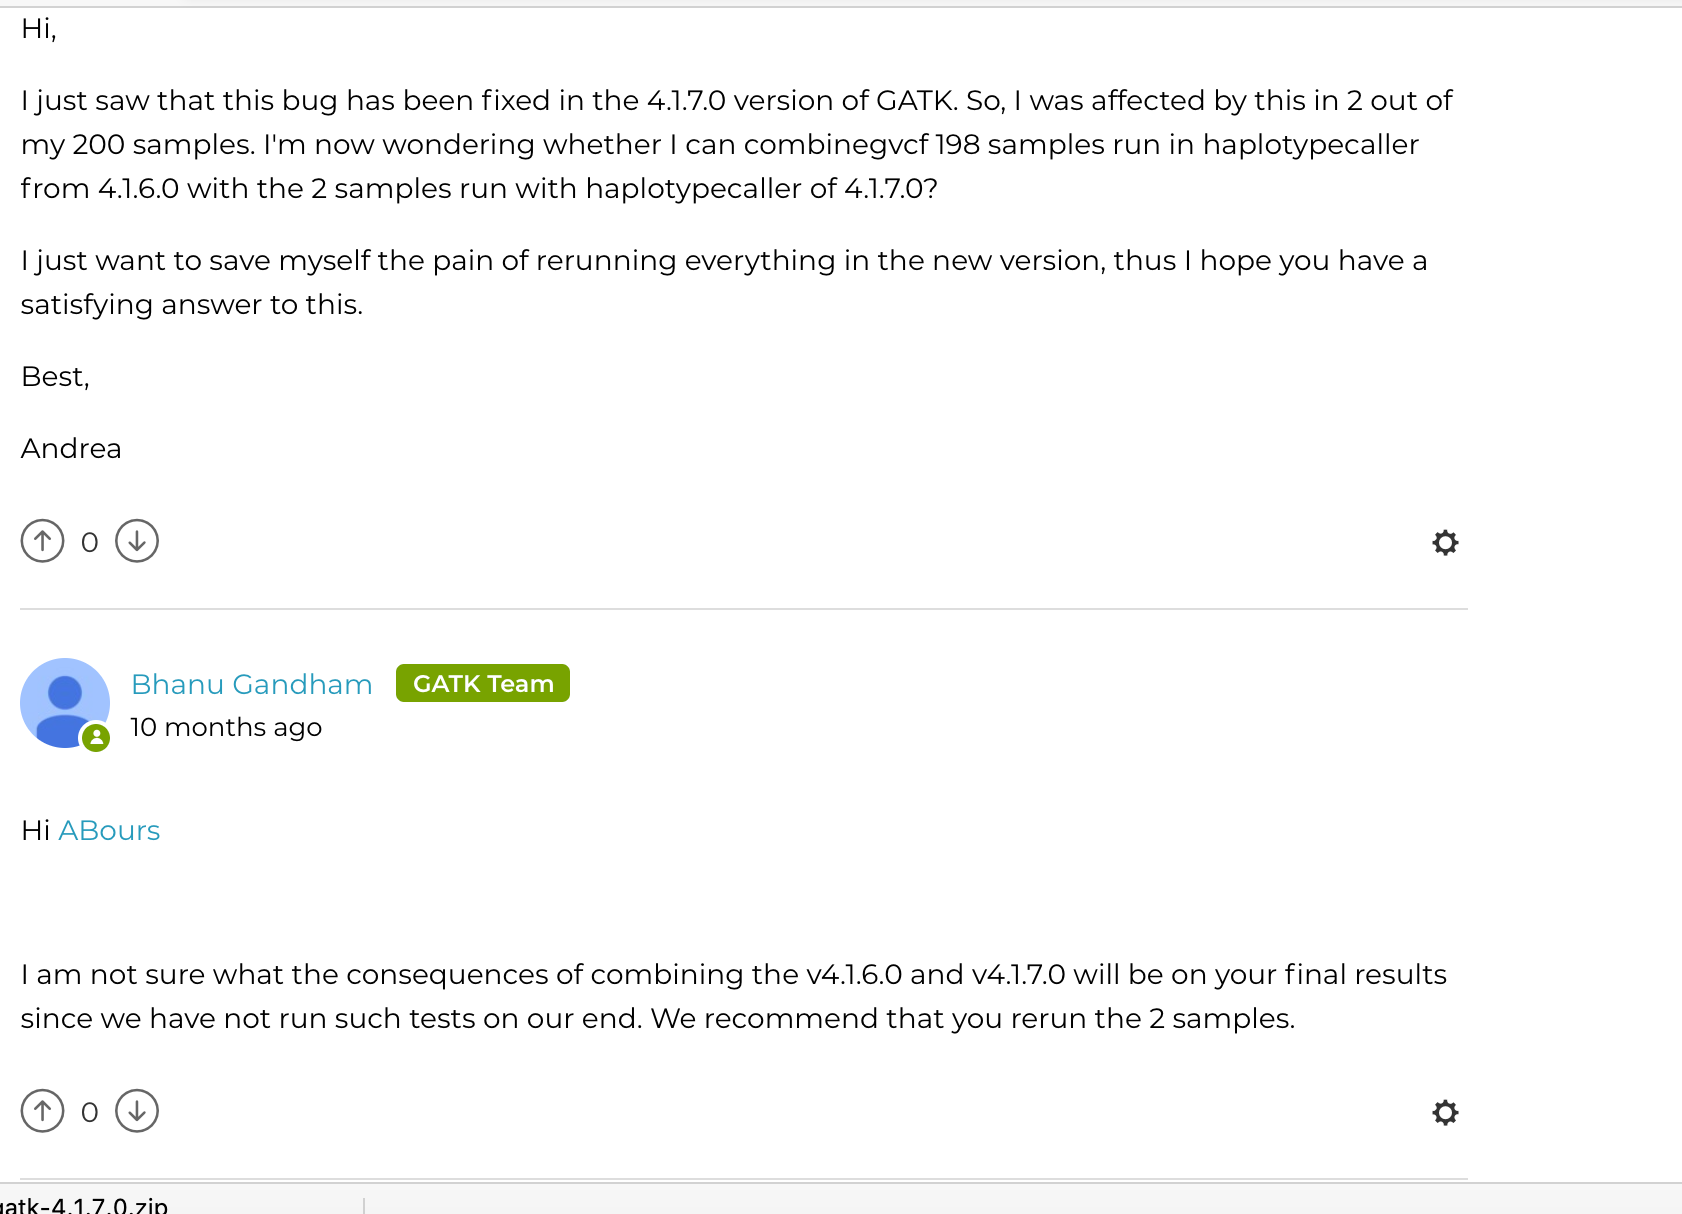 Hi,
I just saw that this bug has been fixed in the 4.1.7.0 version of GATK. So, I was affected by this in 2 out of
my 200 samples. I'm now wondering whether I can combinegvcf 198 samples run in haplotypecaller
from 4.1.6.0 with the 2 samples run with haplotypecaller of 4.1.7.0?
I just want to save myself the pain of rerunning everything in the new version, thus I hope you have a
satisfying answer to this.
Best,
Andrea
0
Bhanu Gandham GATK Team
10 months ago
Hi ABours
I am not sure what the consequences of combining the v4.1.6.0 and v4.1.7.0 will be on your final results
since we have not run such tests on our end. We recommend that you rerun the 2 samples.
0
gatk-4.1.7.0.zip